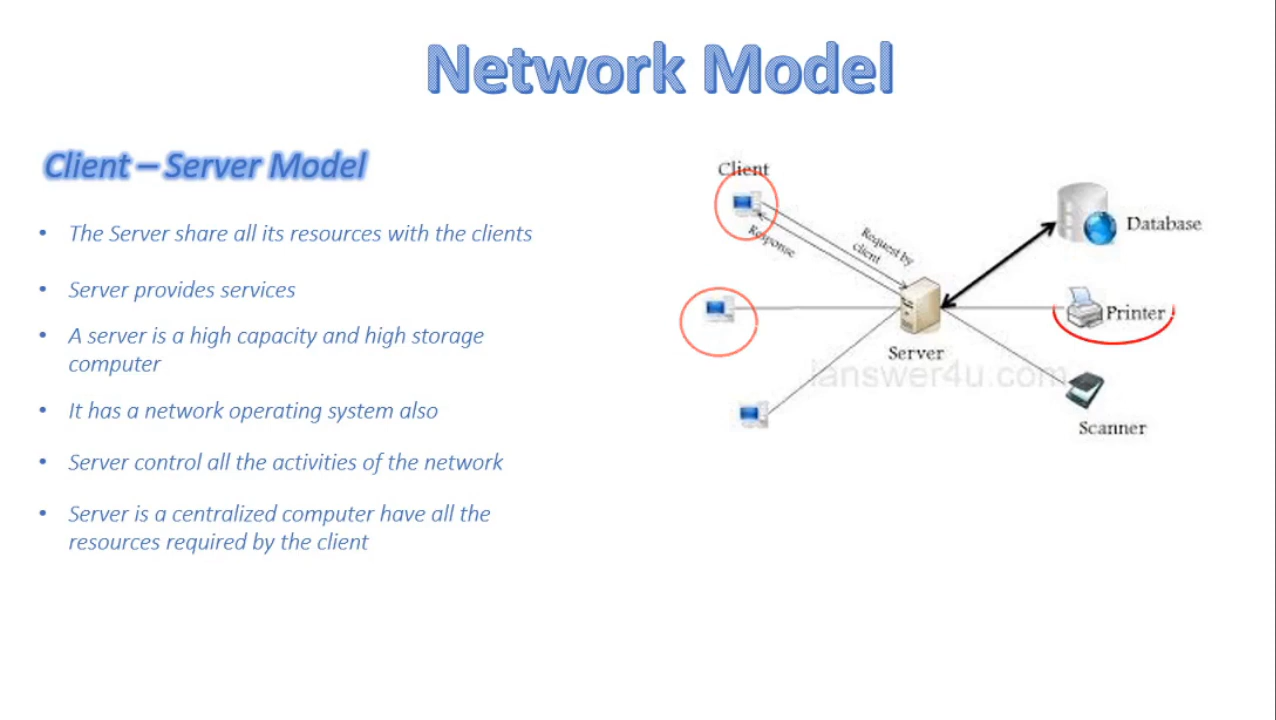 Network Model
Client – Server Model
• The Server share all its resources with the clients
• Server provides services
• A server is a high capacity and high storage
computer
• It has a network operating system also
• Server control all the activities of the network
• Server is a centralized computer have all the
resources required by the client
Client
Response
Request by
client
Database
Printer
Server
ianswer4u.com
Scanner